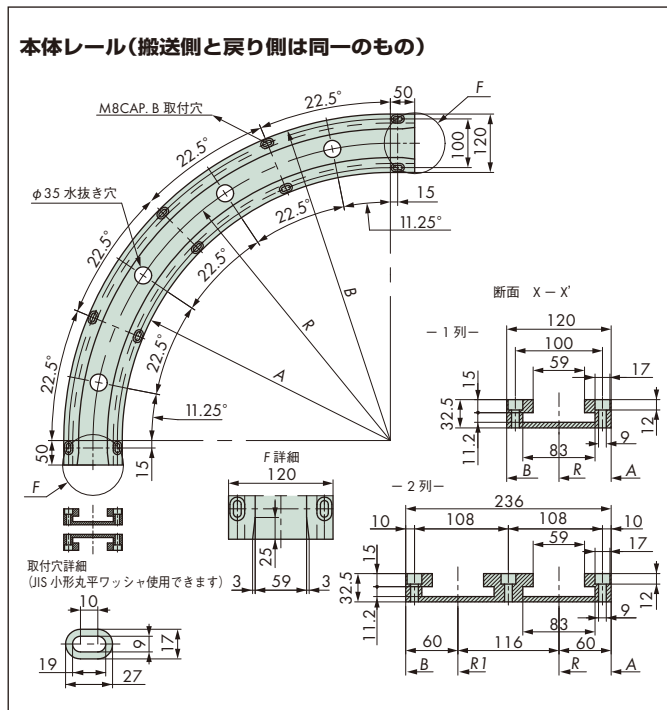 本体レール（搬送側と戻り側は同一のもの）
50
F
22.5°
M8CAP. B 取付穴
100
120
22.5°
φ35 水抜き穴
15
22.5°
11.25°
22.5°
22.5°
B
R
断面 X－X’
－1 列－
120
100
59
17
15
32.5
11.2
12
9
83
B
R
A
22.5°
22.5°
A
11.25°
50
15
F
F 詳細
120
25
3
59
3
－2 列－
236
10
108
108
10
59
17
15
32.5
11.2
12
9
83
60
116
60
B
R1
R
A
取付穴詳細
（JIS 小形丸平ワッシャ使用できます）
10
9
17
19
27